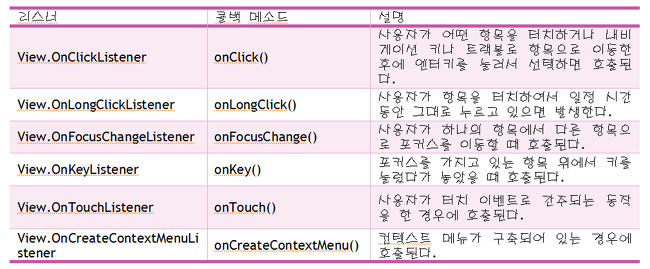 리스너 콜백 메소드 설명
View.OnClickListener onClick() 사용자가 어떤 항목을 터치하거나 내비
게이션 키나 트랙볼로 항목으로 이동한
후에 엔터키를 눌러서 선택하면 호출된
다.
View.OnLongClickListener onLongClick() 사용자가 항목을 터치하여서 일정 시간
동안 그대로 누르고 있으면 발생한다.
View.OnFocusChangeListener onFocusChange() 사용자가 하나의 항목에서 다른 항목으
로 포커스를 이동할 때 호출된다.
View.OnKeyListener onKey() 포커스를 가지고 있는 항목 위에서 키를
눌렀다가 놓았을 때 호출된다.
View.OnTouchListener onTouch() 사용자가 터치 이벤트로 간주되는 동작
을 한 경우에 호출된다.
View.OnCreateContextMenuLi
stener onCreateContextMenu() 컨텍스트 메뉴가 구축되어 있는 경우에
호출된다.